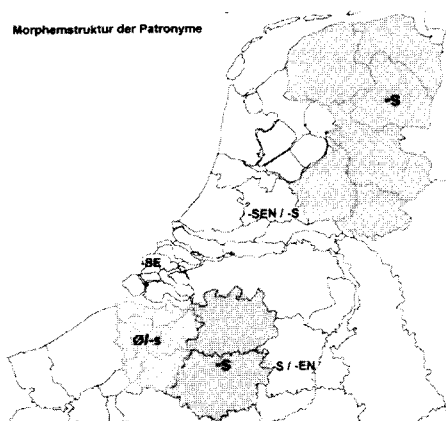 Morphemstruktur der Patronyme
-S
-SEN / -S
-SE
Ø/-s
-S
-S / -EN